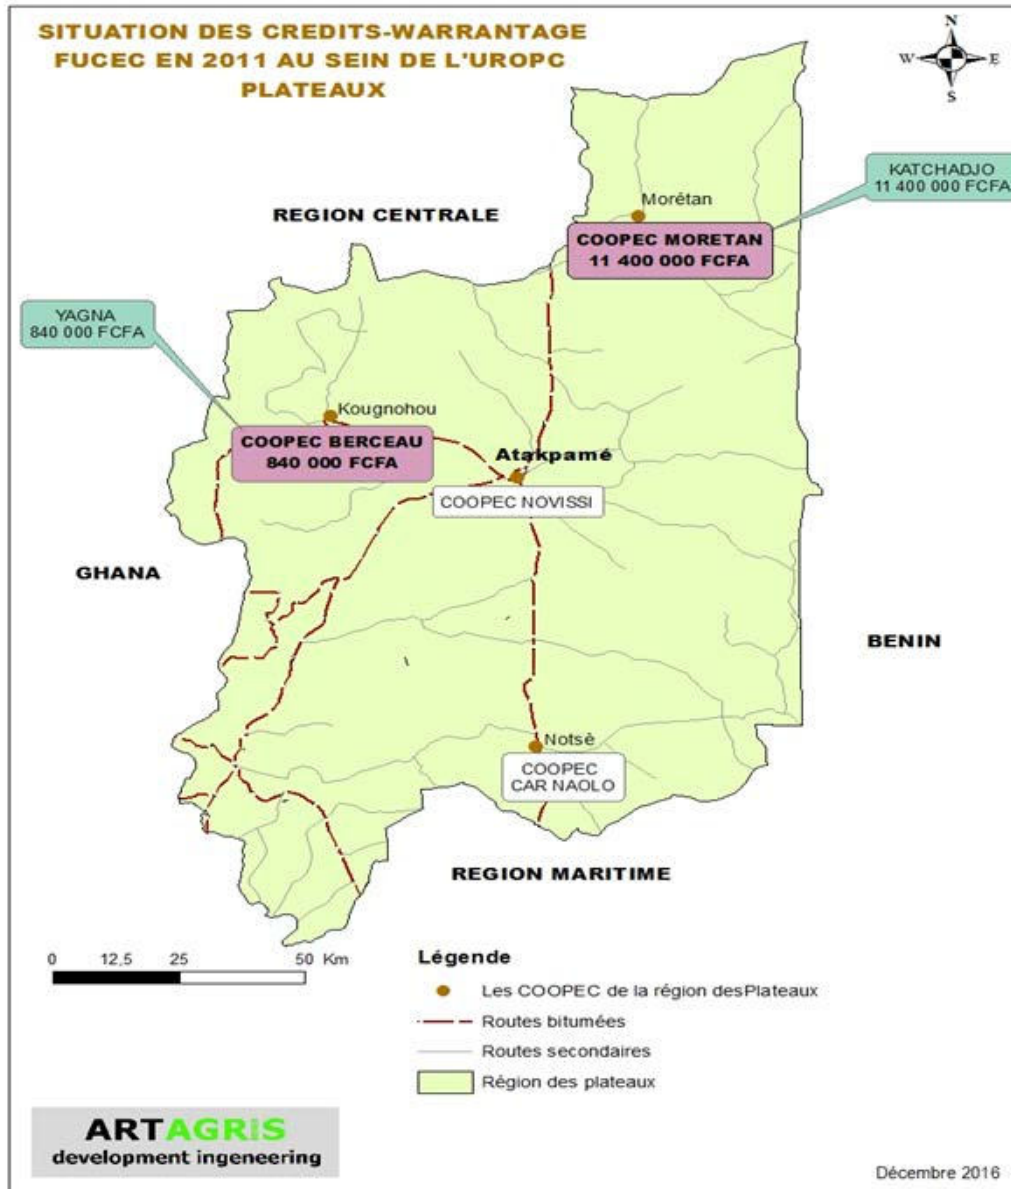 SITUATION DES CREDITS-WARRANTAGE
FUCEC EN 2011 AU SEIN DE L'UROPC
PLATEAUX
N
W
E
S
KATCHADJO
11 400 000 FCFA
Morétan
REGION CENTRALE
COOPEC MORETAN
11 400 000 FCFA
YAGNA
840 000 FCFA
Kougnohou
COOPEC BERCEAU
840 000 FCFA
Atakpamé
COOPEC NOVISSI
GHANA
BENIN
Notsè
COOPEC
CAR NAOLO
REGION MARITIME
0 12,5 25 50 Km
Légende
Les COOPEC de la région desPlateaux
Routes bitumées
Routes secondaires
Région des plateaux
ARTAGRIS
development ingeneering
Décembre 2016